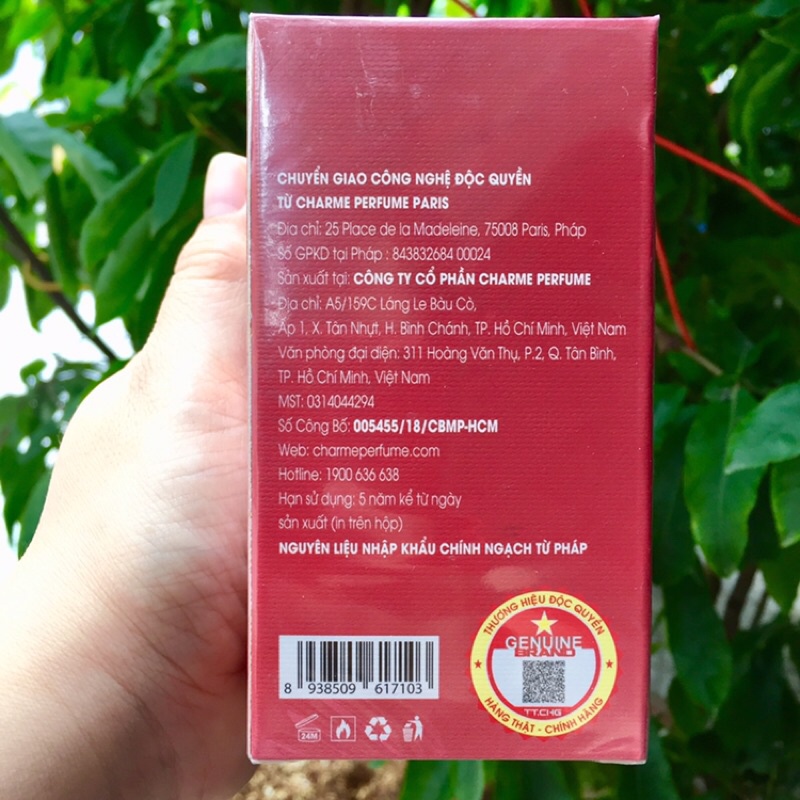 CHUYỂN GIAO CÔNG NGHỆ ĐỘC QUYỀN
TỪ CHARME PERFUME PARIS
Địa chỉ: 25 Place de la Madeleine, 75008 Paris, Pháp
Số GPKD tại Pháp : 843832684 00024
Sản xuất tại: CÔNG TY CỔ PHẦN CHARME PERFUME
Địa chỉ: A5/159C Láng Le Bàu Cò,
Ấp 1, X. Tân Nhựt, H. Bình Chánh, TP. Hồ Chí Minh, Việt Nam
Văn phòng đại diện: 311 Hoàng Văn Thụ, P.2, Q. Tân Bình,
TP. Hồ Chí Minh, Việt Nam
MST: 0314044294
Số Công Bố: 005455/18/CBMP-HCM
Web: charmeperfume.com
Hotline: 1900 636 638
Hạn sử dụng: 5 năm kể từ ngày
sản xuất (in trên hộp)
NGUYÊN LIỆU NHẬP KHẨU CHÍNH NGẠCH TỪ PHÁP
THƯƠNG HIỆU ĐỘC QUYỀN
GENUINE
BRAND
TT.CHG
HÀNG THẬT - CHÍNH HÃNG
8 938509 617103
24M